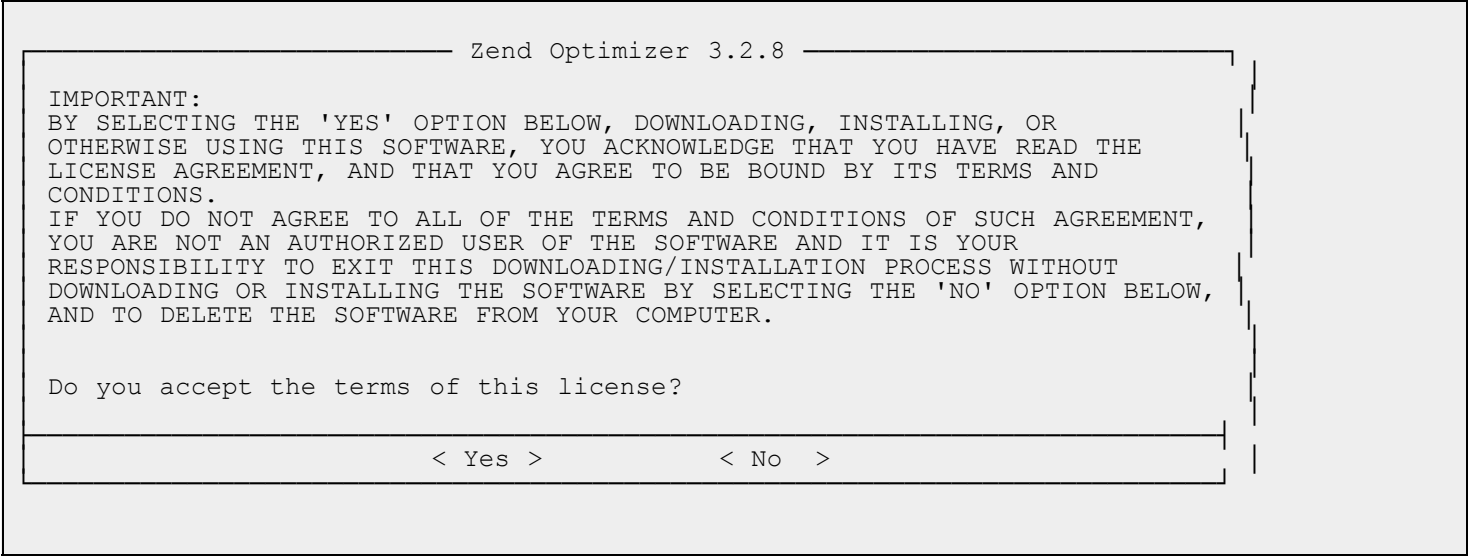 Zend Optimizer 3.2.8
IMPORTANT:
BY SELECTING THE 'YES' OPTION BELOW, DOWNLOADING, INSTALLING, OR
OTHERWISE USING THIS SOFTWARE, YOU ACKNOWLEDGE THAT YOU HAVE READ THE
LICENSE AGREEMENT, AND THAT YOU AGREE TO BE BOUND BY ITS TERMS AND
CONDITIONS.
IF YOU DO NOT AGREE TO ALL OF THE TERMS AND CONDITIONS OF SUCH AGREEMENT,
YOU ARE NOT AN AUTHORIZED USER OF THE SOFTWARE AND IT IS YOUR
RESPONSIBILITY TO EXIT THIS DOWNLOADING/INSTALLATION PROCESS WITHOUT
DOWNLOADING OR INSTALLING THE SOFTWARE BY SELECTING THE 'NO' OPTION BELOW,
AND TO DELETE THE SOFTWARE FROM YOUR COMPUTER.
Do you accept the terms of this license?
< Yes > < No >